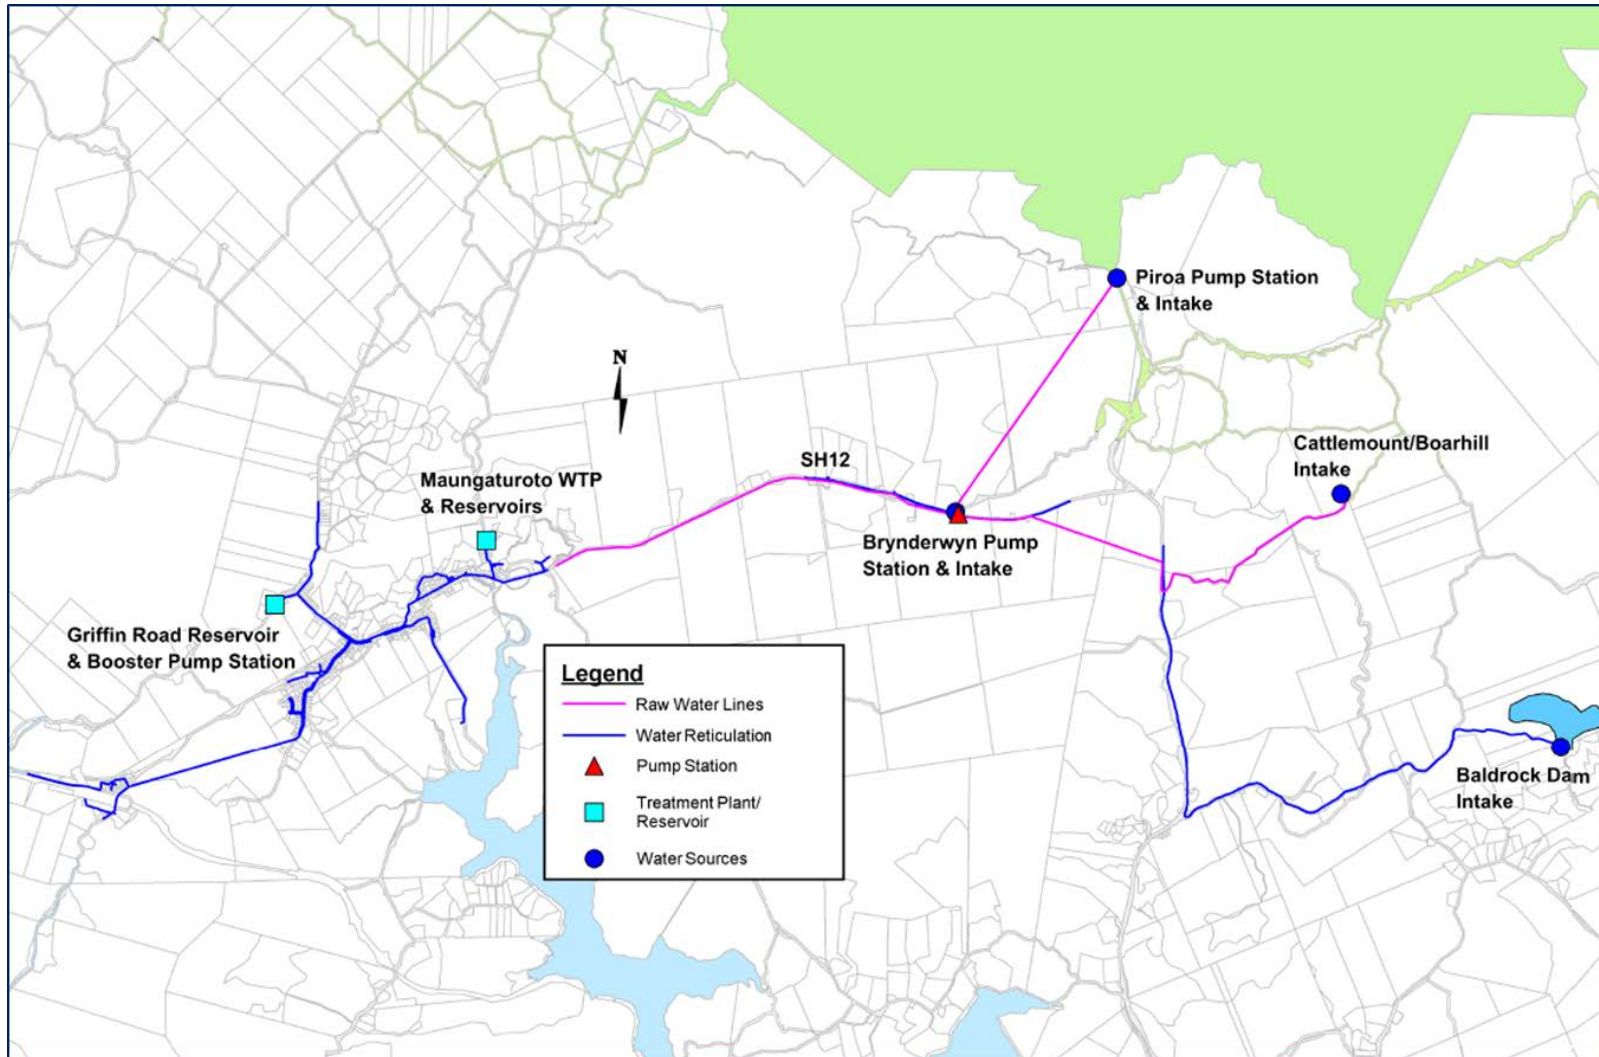 Piroa Pump Station
& Intake
N
Cattlemount/Boarhill
Intake
SH12
Maungaturoto WTP
& Reservoirs
Brynderwyn Pump
Station & Intake
Griffin Road Reservoir
& Booster Pump Station
Legend
Raw Water Lines
Water Reticulation
Pump Station
Treatment Plant/
Reservoir
Water Sources
Baldrock Dam
Intake